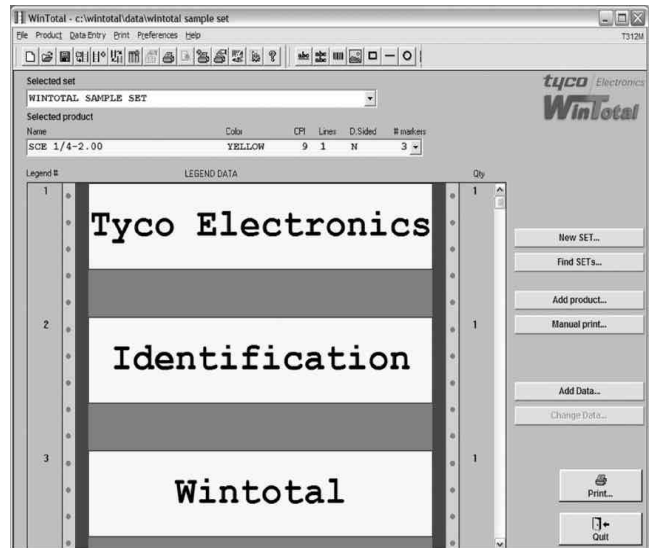 WinTotal - c:\wintotal\data\wintotal sample set
File Product Data Entry Print Preferences Help
T312M
Selected set
WINTOTAL SAMPLE SET
tyco Electronics
WinTotal
Selected product
Name Color CPI Lines D.Sided # markers
SCE 1/4-2.00 YELLOW 9 1 N 3
Legend # LEGEND DATA Qty
1 Tyco Electronics 1
New SET...
Find SETs...
Add product...
2 Identification 1
Manual print...
Add Data...
Change Data...
3 Wintotal 1
Print...
Quit